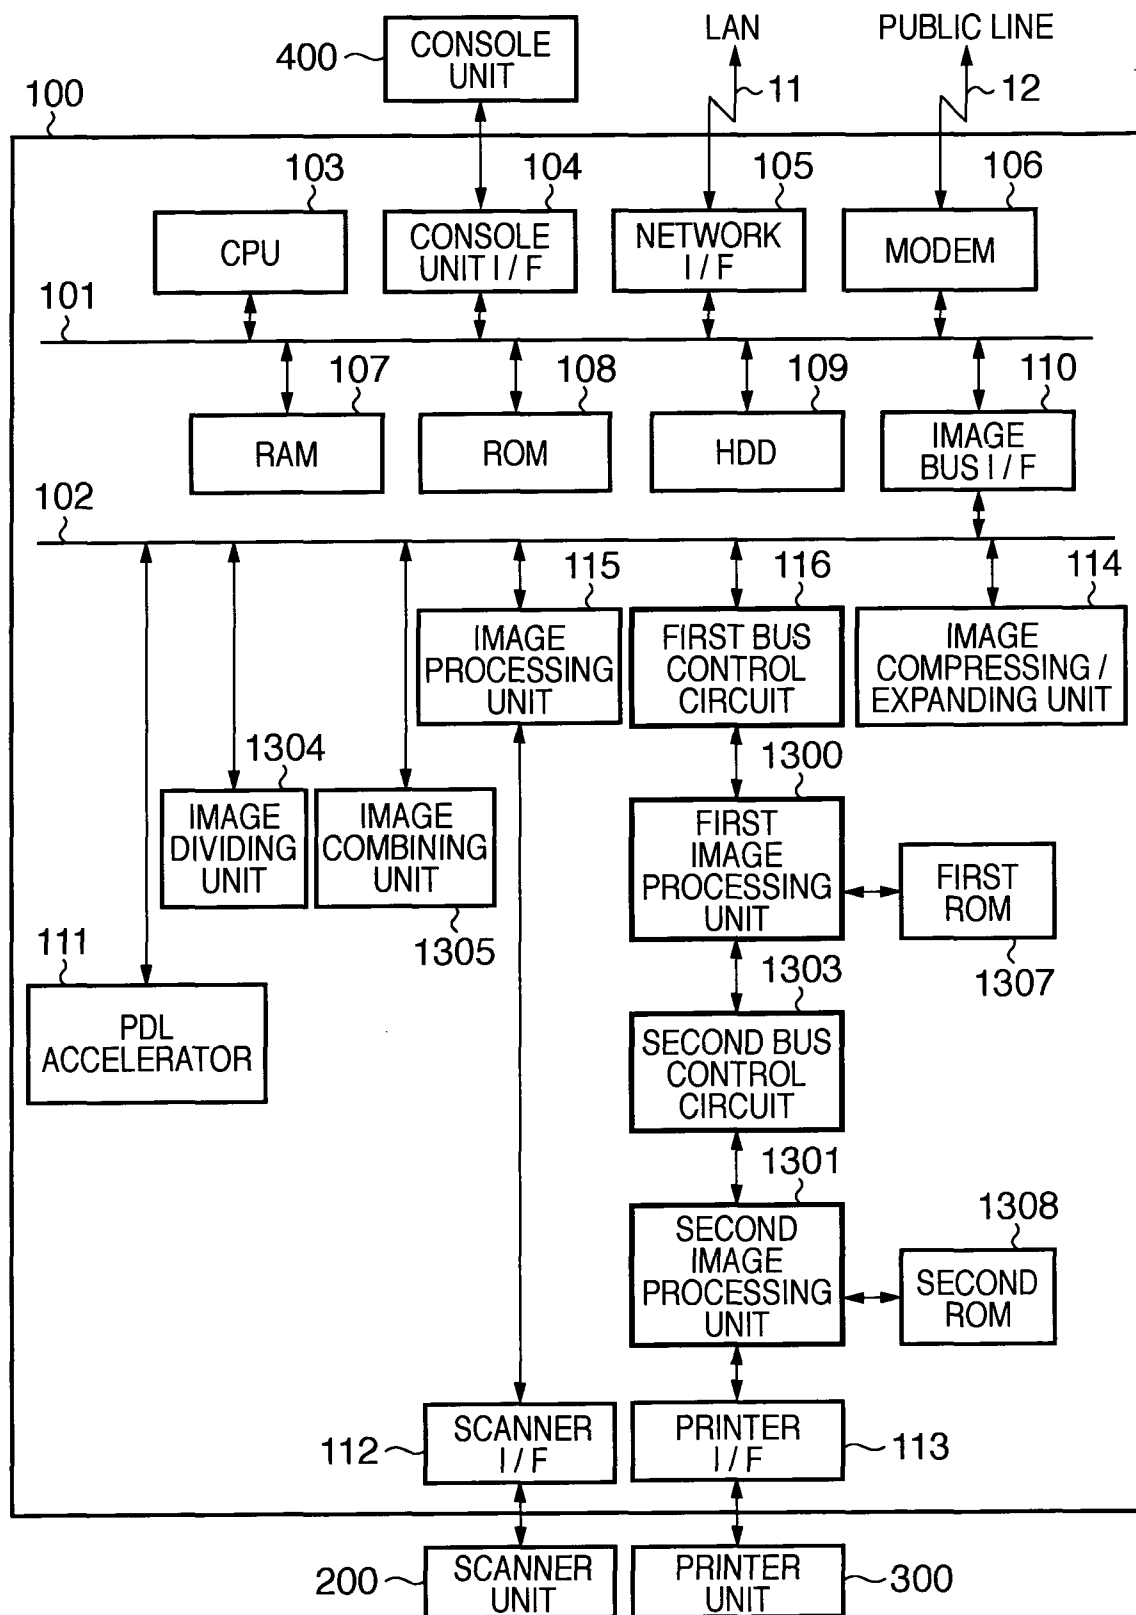 CONSOLE
UNIT
400
LAN
PUBLIC LINE
11
12
100
103
104
105
106
CPU
CONSOLE
UNIT I / F
NETWORK
I / F
MODEM
101
107
108
109
110
RAM
ROM
HDD
IMAGE
BUS I / F
102
115
116
114
IMAGE
PROCESSING
UNIT
FIRST BUS
CONTROL
CIRCUIT
IMAGE
COMPRESSING /
EXPANDING UNIT
1304
1300
IMAGE
DIVIDING
UNIT
IMAGE
COMBINING
UNIT
1305
FIRST
IMAGE
PROCESSING
UNIT
FIRST
ROM
1307
111
1303
PDL
ACCELERATOR
SECOND BUS
CONTROL
CIRCUIT
1301
1308
SECOND
IMAGE
PROCESSING
UNIT
SECOND
ROM
112
SCANNER
I / F
PRINTER
I / F
113
200
SCANNER
UNIT
PRINTER
UNIT
300